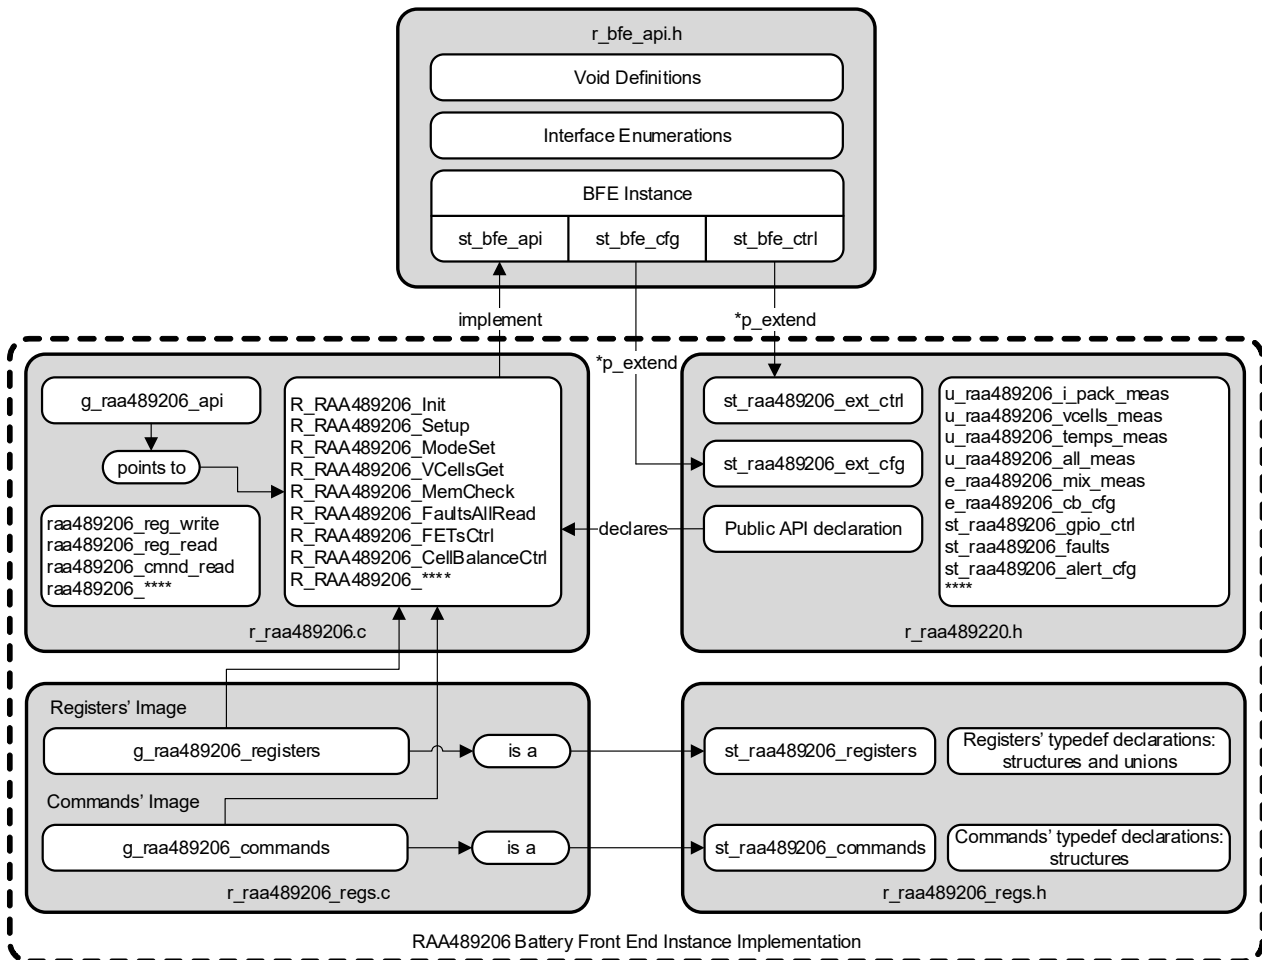 r_bfe_api.h
Void Definitions
Interface Enumerations
BFE Instance
st_bfe_api
st_bfe_cfg
st_bfe_ctrl
implement
*p_extend
*p_extend
g_raa489206_api
points to
raa489206_reg_write
raa489206_reg_read
raa489206_cmnd_read
raa489206_****
R_RAA489206_Init
R_RAA489206_Setup
R_RAA489206_ModeSet
R_RAA489206_VCellsGet
R_RAA489206_MemCheck
R_RAA489206_FaultsAllRead
R_RAA489206_FETsCtrl
R_RAA489206_CellBalanceCtrl
R_RAA489206_****
r_raa489206.c
declares
st_raa489206_ext_ctrl
st_raa489206_ext_cfg
Public API declaration
u_raa489206_i_pack_meas
u_raa489206_vcells_meas
u_raa489206_temps_meas
u_raa489206_all_meas
e_raa489206_mix_meas
e_raa489206_cb_cfg
st_raa489206_gpio_ctrl
st_raa489206_faults
st_raa489206_alert_cfg
****
r_raa489220.h
Registers' Image
g_raa489206_registers
is a
Commands' Image
g_raa489206_commands
is a
r_raa489206_regs.c
st_raa489206_registers
Registers' typedef declarations:
structures and unions
st_raa489206_commands
Commands' typedef declarations:
structures
r_raa489206_regs.h
RAA489206 Battery Front End Instance Implementation